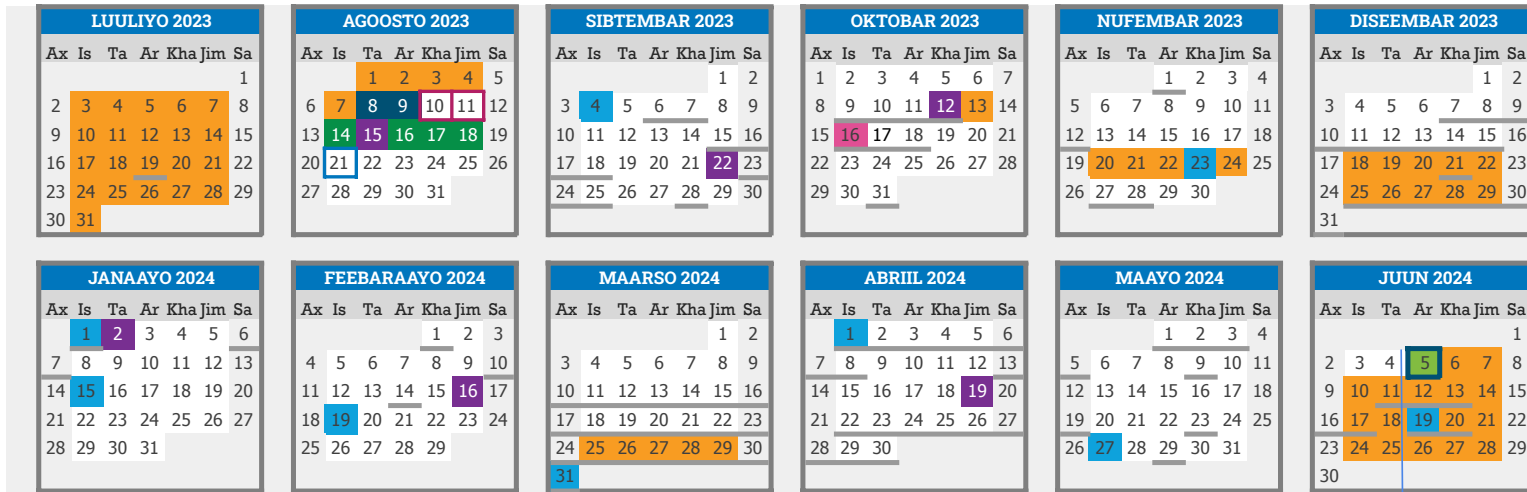 LUULIYO 2023
Ax Is Ta Ar Kha Jim Sa
1
2 3 4 5 6 7 8
9 10 11 12 13 14 15
16 17 18 19 20 21 22
23 24 25 26 27 28 29
30 31
AGOOSTO 2023
Ax Is Ta Ar Kha Jim Sa
1 2 3 4 5
6 7 8 9 10 11 12
13 14 15 16 17 18 19
20 21 22 23 24 25 26
27 28 29 30 31
SIBTEMBAR 2023
Ax Is Ta Ar Kha Jim Sa
1 2
3 4 5 6 7 8 9
10 11 12 13 14 15 16
17 18 19 20 21 22 23
24 25 26 27 28 29 30
OKTOBAR 2023
Ax Is Ta Ar Kha Jim Sa
1 2 3 4 5 6 7
8 9 10 11 12 13 14
15 16 17 18 19 20 21
22 23 24 25 26 27 28
29 30 31
NUFEMBAR 2023
Ax Is Ta Ar Kha Jim Sa
1 2 3 4
5 6 7 8 9 10 11
12 13 14 15 16 17 18
19 20 21 22 23 24 25
26 27 28 29 30
DISEEMBAR 2023
Ax Is Ta Ar Kha Jim Sa
1 2
3 4 5 6 7 8 9
10 11 12 13 14 15 16
17 18 19 20 21 22 23
24 25 26 27 28 29 30
31
JANAAYO 2024
Ax Is Ta Ar Kha Jim Sa
1 2 3 4 5 6
7 8 9 10 11 12 13
14 15 16 17 18 19 20
21 22 23 24 25 26 27
28 29 30 31
FEEBARAAYO 2024
Ax Is Ta Ar Kha Jim Sa
1 2 3
4 5 6 7 8 9 10
11 12 13 14 15 16 17
18 19 20 21 22 23 24
25 26 27 28 29
MAARSO 2024
Ax Is Ta Ar Kha Jim Sa
1 2
3 4 5 6 7 8 9
10 11 12 13 14 15 16
17 18 19 20 21 22 23
24 25 26 27 28 29 30
31
ABRIIL 2024
Ax Is Ta Ar Kha Jim Sa
1 2 3 4 5 6
7 8 9 10 11 12 13
14 15 16 17 18 19 20
21 22 23 24 25 26 27
28 29 30
MAAYO 2024
Ax Is Ta Ar Kha Jim Sa
1 2 3 4
5 6 7 8 9 10 11
12 13 14 15 16 17 18
19 20 21 22 23 24 25
26 27 28 29 30 31
JUUN 2024
Ax Is Ta Ar Kha Jim Sa
1
2 3 4 5 6 7 8
9 10 11 12 13 14 15
16 17 18 19 20 21 22
23 24 25 26 27 28 29
30